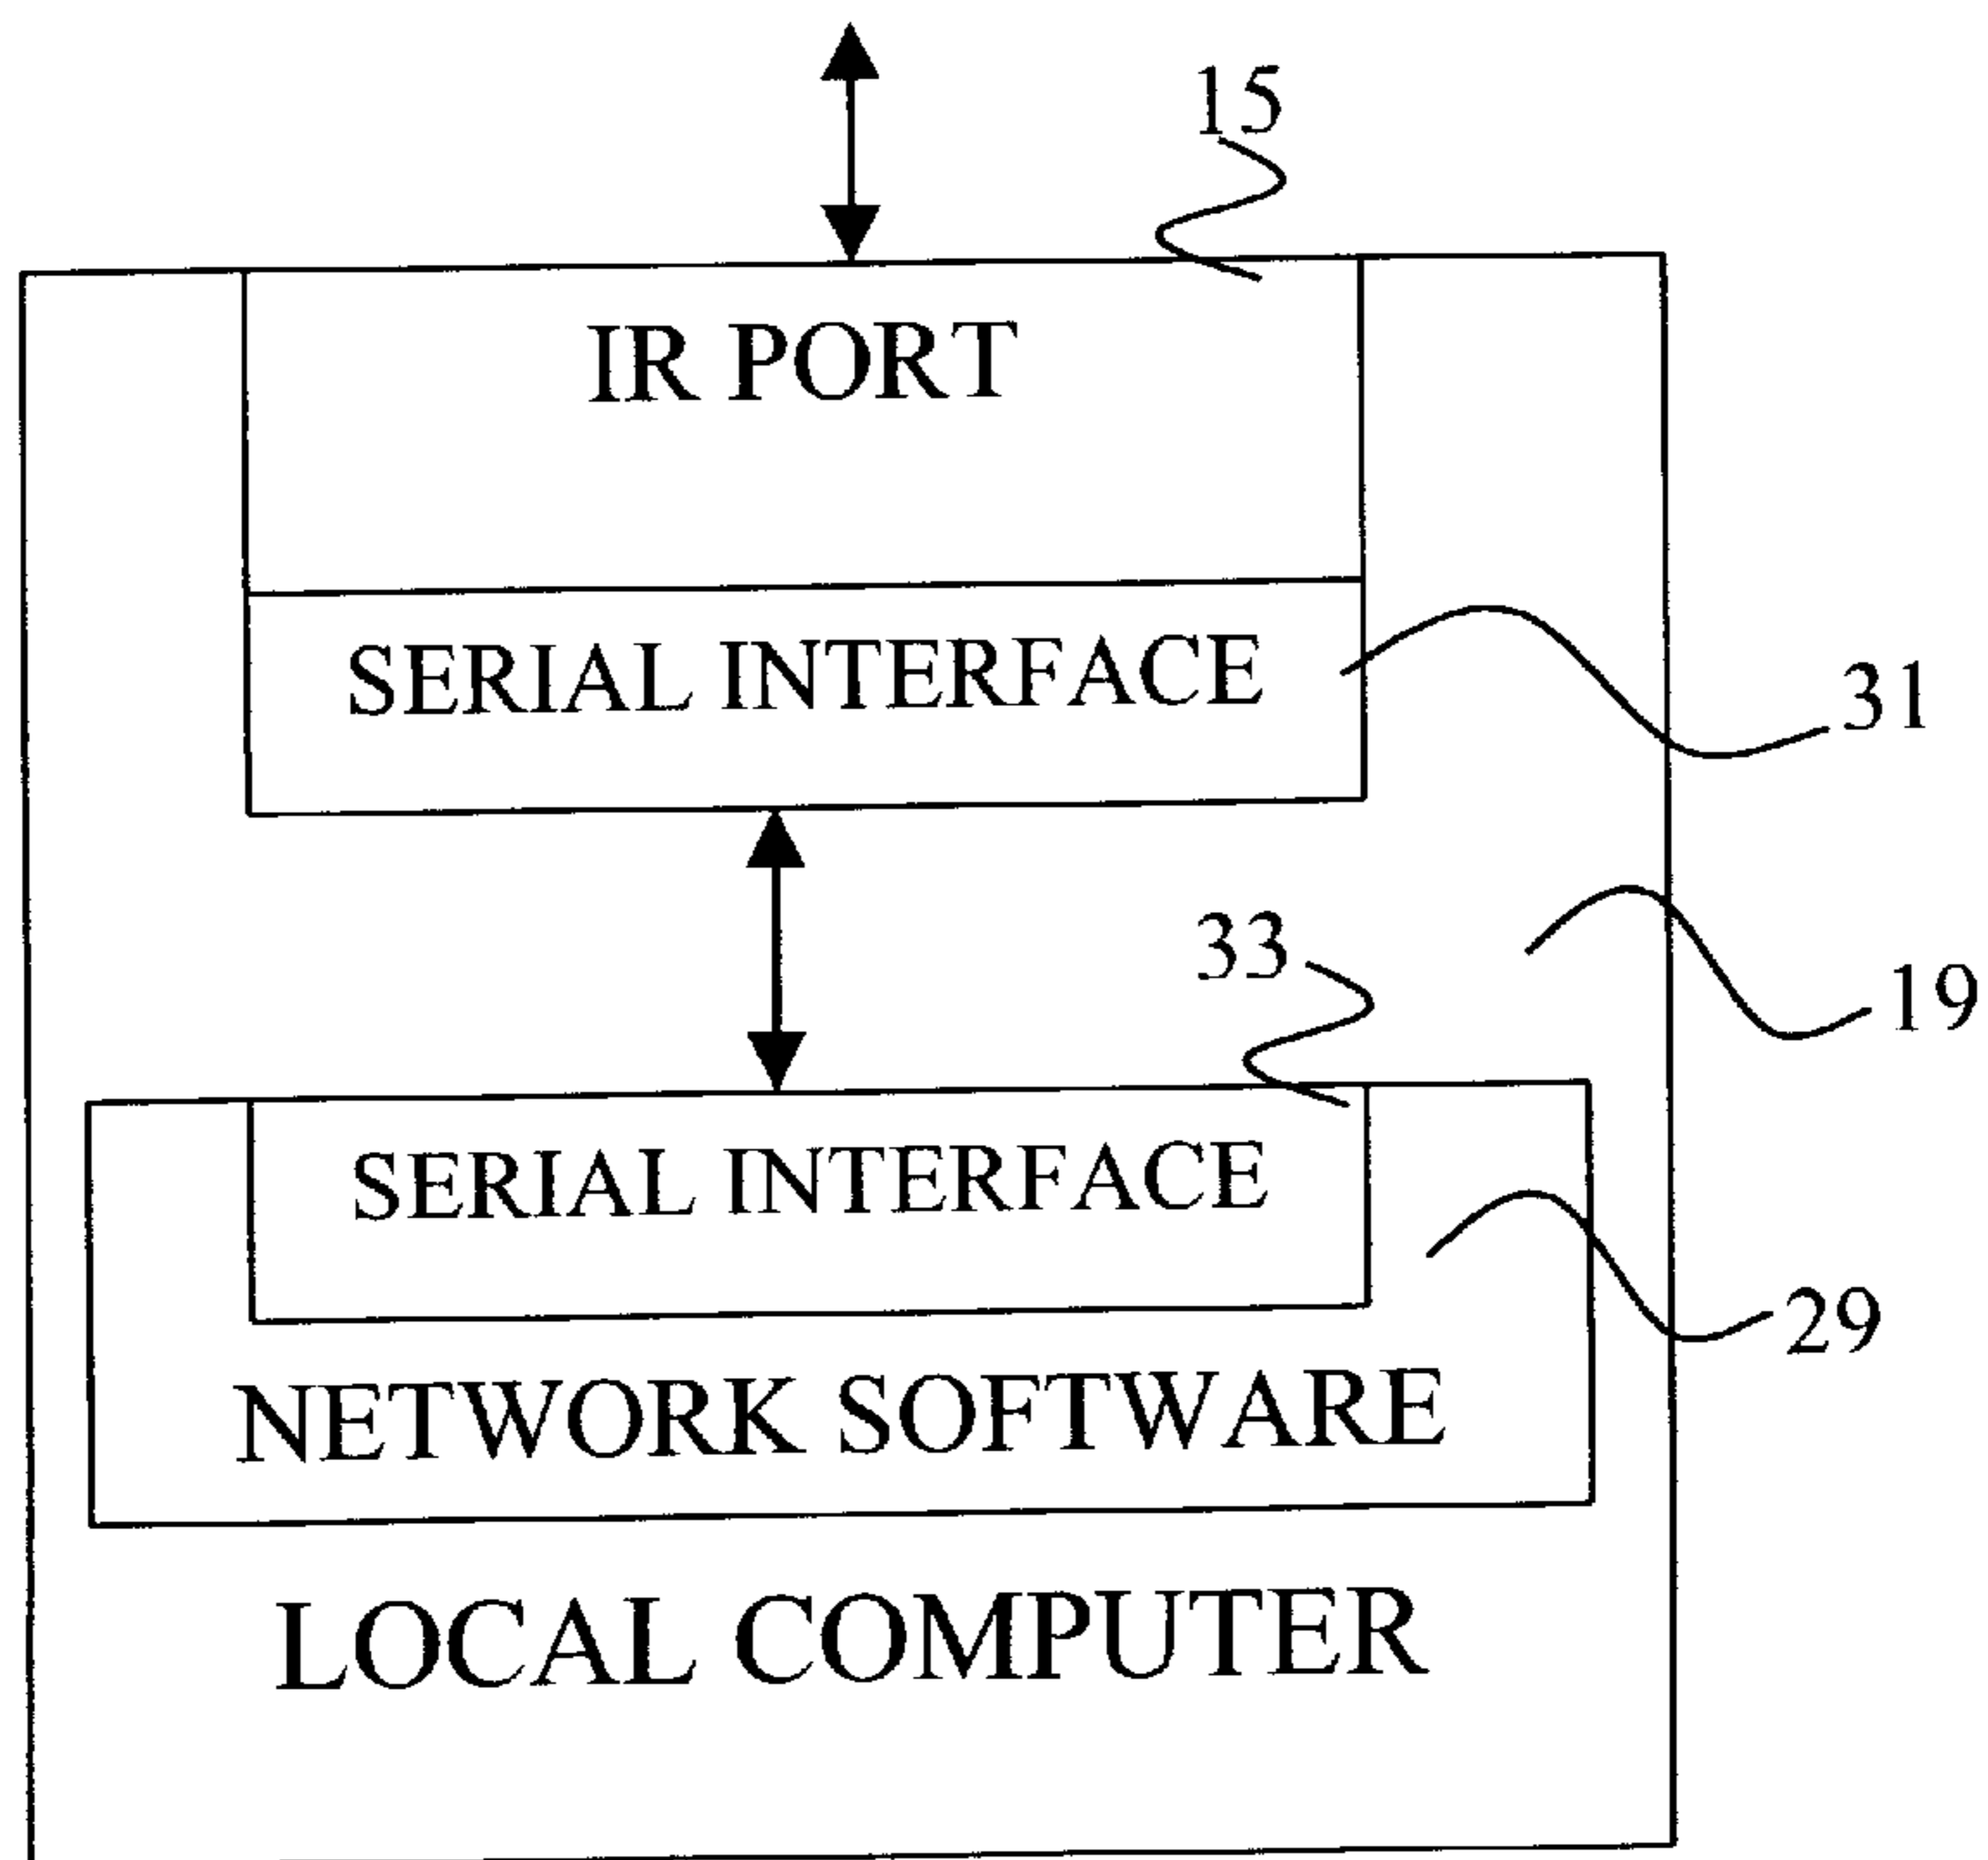 15
IR PORT
SERIAL INTERFACE
31
33
19
SERIAL INTERFACE
29
NETWORK SOFTWARE
LOCAL COMPUTER